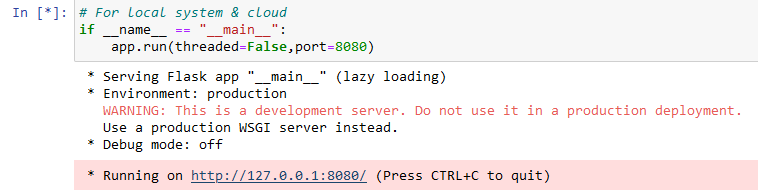 In [*]: # For local system & cloud
if __name__ == "__main__":
    app.run(threaded=False,port=8080)
* Serving Flask app "__main__" (lazy loading)
* Environment: production
WARNING: This is a development server. Do not use it in a production deployment.
Use a production WSGI server instead.
* Debug mode: off
* Running on http://127.0.0.1:8080/ (Press CTRL+C to quit)